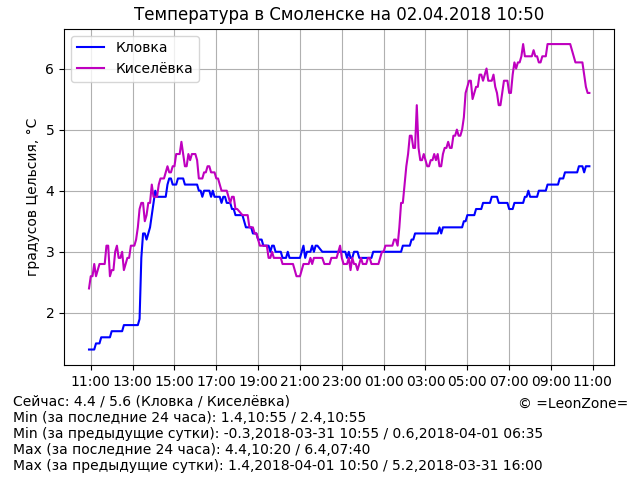 Температура в Смоленске на 02.04.2018 10:50
Кловка
Киселёвка
градусов Цельсия, °C
6
5
4
3
2
11:00 13:00 15:00 17:00 19:00 21:00 23:00 01:00 03:00 05:00 07:00 09:00 11:00
Сейчас: 4.4 / 5.6 (Кловка / Киселёвка)
© =LeonZone=
Min (за последние 24 часа): 1.4,10:55 / 2.4,10:55
Min (за предыдущие сутки): -0.3,2018-03-31 10:55 / 0.6,2018-04-01 06:35
Max (за последние 24 часа): 4.4,10:20 / 6.4,07:40
Max (за предыдущие сутки): 1.4,2018-04-01 10:50 / 5.2,2018-03-31 16:00